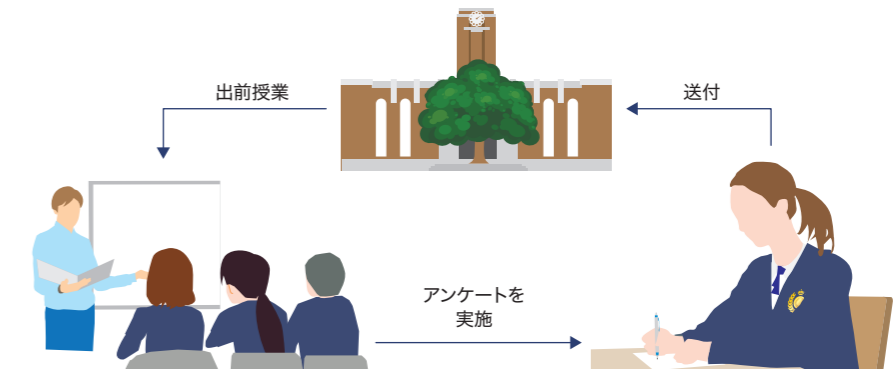 出前授業
送付
アンケートを
実施